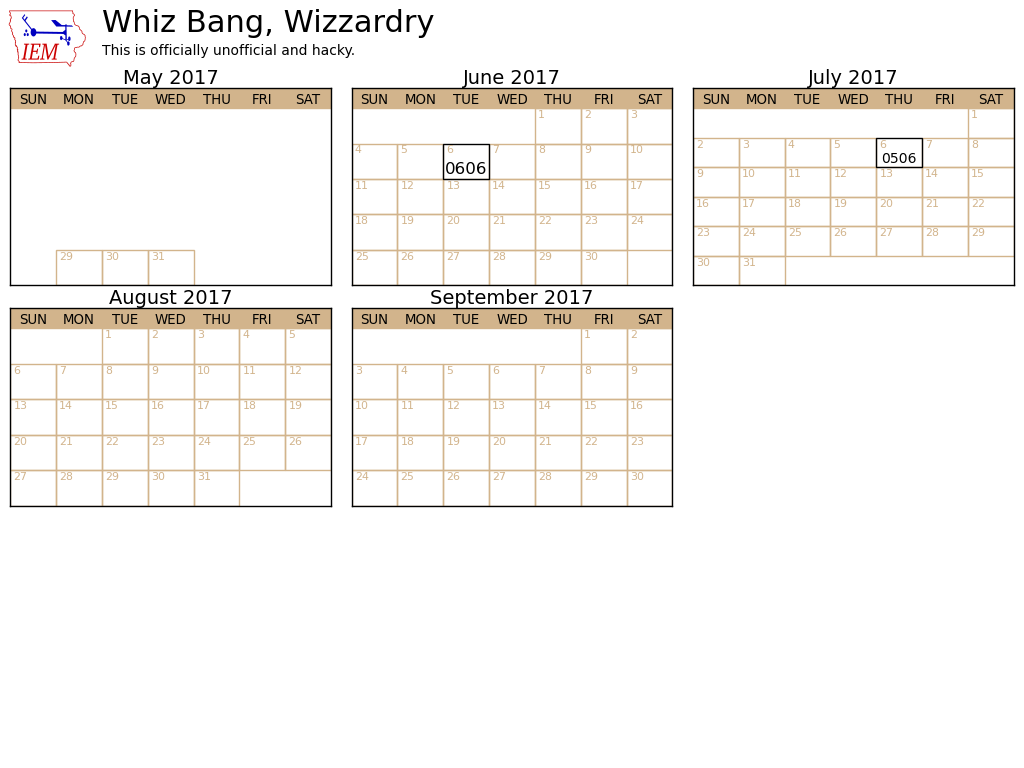 IEM
Whiz Bang, Wizzardry
This is officially unofficial and hacky.
May 2017
SUN MON TUE WED THU FRI SAT
29 30 31
June 2017
SUN MON TUE WED THU FRI SAT
1 2 3
4 5 6 7 8 9 10
0606
11 12 13 14 15 16 17
18 19 20 21 22 23 24
25 26 27 28 29 30
July 2017
SUN MON TUE WED THU FRI SAT
1
2 3 4 5 6 7 8
0506
9 10 11 12 13 14 15
16 17 18 19 20 21 22
23 24 25 26 27 28 29
30 31
August 2017
SUN MON TUE WED THU FRI SAT
1 2 3 4 5
6 7 8 9 10 11 12
13 14 15 16 17 18 19
20 21 22 23 24 25 26
27 28 29 30 31
September 2017
SUN MON TUE WED THU FRI SAT
1 2
3 4 5 6 7 8 9
10 11 12 13 14 15 16
17 18 19 20 21 22 23
24 25 26 27 28 29 30